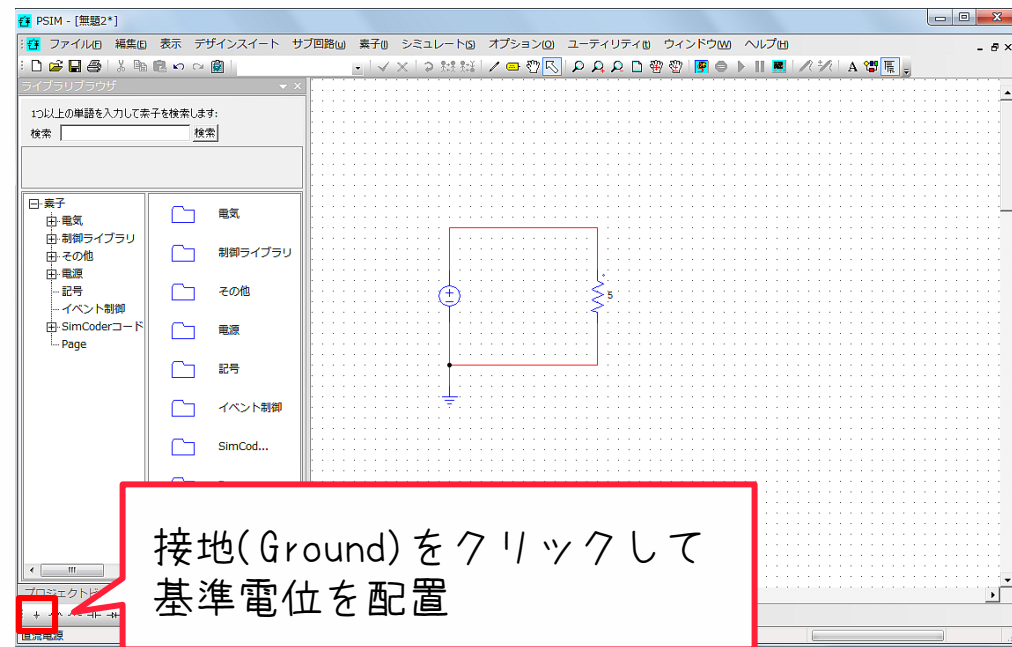 PSIM - [無題2*]
ファイル(F) 編集(E) 表示 デザインスイート サブ回路(u) 素子(l) シミュレート(S) オプション(O) ユーティリティ(t) ウィンドウ(W) ヘルプ(H)
ライブラリブラウザ
1つ以上の単語を入力して素子を検索します:
検索 検索
素子
電気
制御ライブラリ
その他
電源
記号
イベント制御
SimCoderコード
Page
電気
制御ライブラリ
その他
電源
記号
イベント制御
SimCod...
5
接地(Ground)をクリックして
基準電位を配置
直流電源